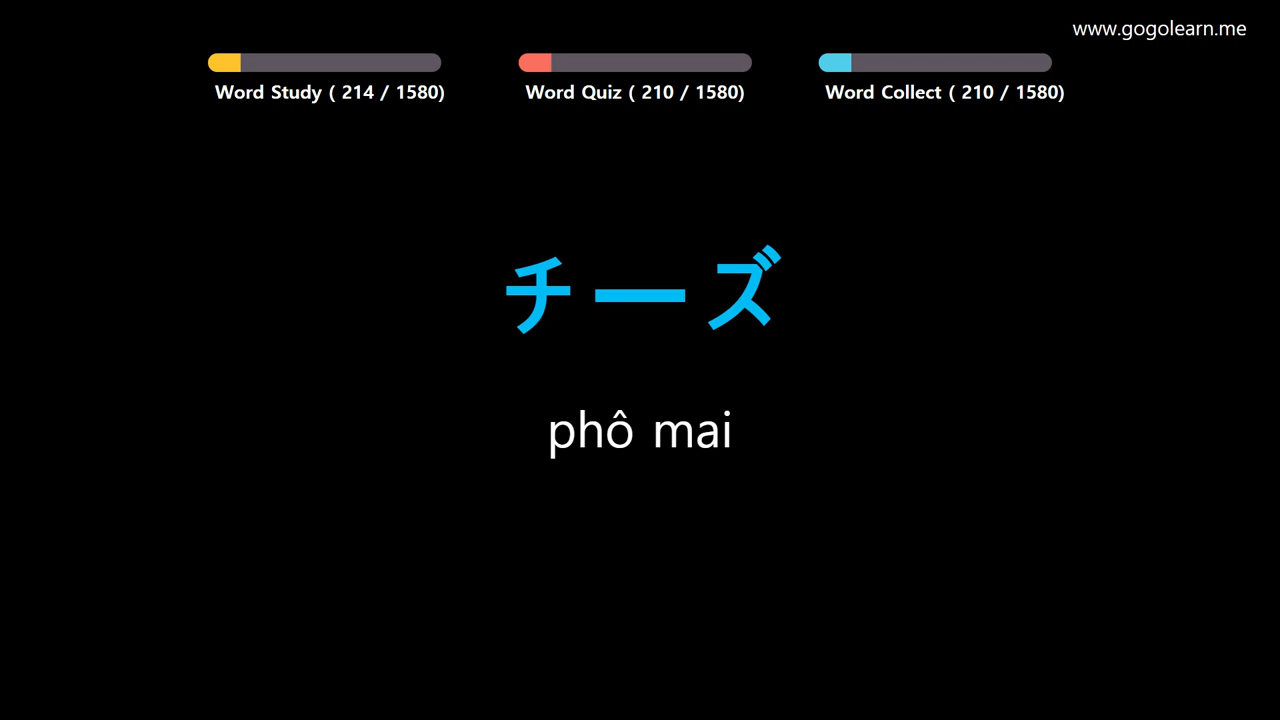 www.gogolearn.me
Word Study ( 214 / 1580)
Word Quiz ( 210 / 1580)
Word Collect ( 210 / 1580)
チーズ
phô mai